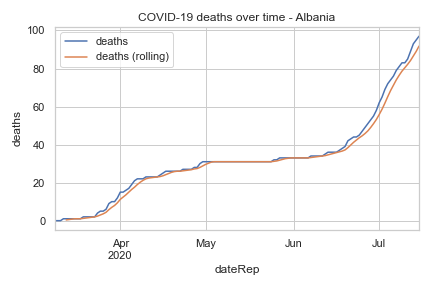 COVID-19 deaths over time - Albania
deaths
deaths (rolling)
100
80
60
40
20
0
deaths
Apr
2020
May
Jun
Jul
dateRep